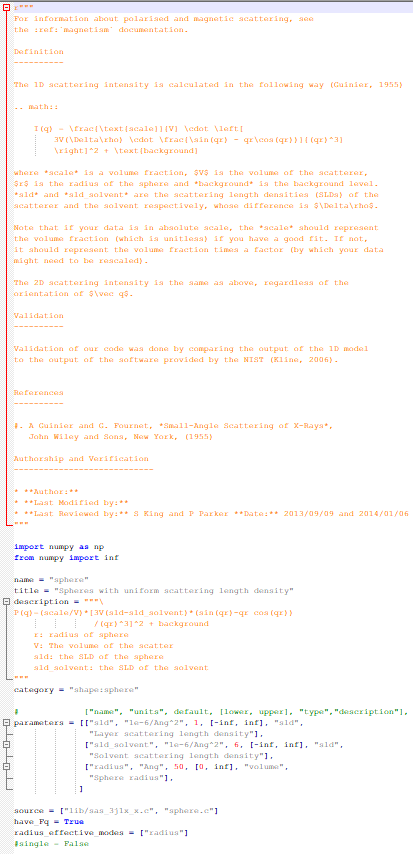 r"""
For information about polarised and magnetic scattering, see
the :ref:`magnetism` documentation.
Definition
----------
The 1D scattering intensity is calculated in the following way (Guinier, 1955)
.. math::
I(q) = \frac{\text{scale}}{V} \cdot \left[
3V(\Delta\rho) \cdot \frac{\sin(qr) - qr\cos(qr))}{(qr)^3}
\right]^2 + \text{background}
where *scale* is a volume fraction, $V$ is the volume of the scatterer,
$r$ is the radius of the sphere and *background* is the background level.
*sld* and *sld_solvent* are the scattering length densities (SLDs) of the
scatterer and the solvent respectively, whose difference is $\Delta\rho$.
Note that if your data is in absolute scale, the *scale* should represent
the volume fraction (which is unitless) if you have a good fit. If not,
it should represent the volume fraction times a factor (by which your data
might need to be rescaled).
The 2D scattering intensity is the same as above, regardless of the
orientation of $\vec q$.
Validation
----------
Validation of our code was done by comparing the output of the 1D model
to the output of the software provided by the NIST (Kline, 2006).
References
----------
#. A Guinier and G. Fournet, *Small-Angle Scattering of X-Rays*,
John Wiley and Sons, New York, (1955)
Authorship and Verification
----------------------------
* **Author:**
* **Last Modified by:**
* **Last Reviewed by:** S King and P Parker **Date:** 2013/09/09 and 2014/01/06
"""
import numpy as np
from numpy import inf
name = "sphere"
title = "Spheres with uniform scattering length density"
description = """\
P(q)=(scale/V)*[3V(sld-sld_solvent)*(sin(qr)-qr cos(qr))
/(qr)^3]^2 + background
r: radius of sphere
V: The volume of the scatter
sld: the SLD of the sphere
sld_solvent: the SLD of the solvent
"""
category = "shape:sphere"
# ["name", "units", default, [lower, upper], "type","description"],
parameters = [["sld", "1e-6/Ang^2", 1, [-inf, inf], "sld",
"Layer scattering length density"],
["sld_solvent", "1e-6/Ang^2", 6, [-inf, inf], "sld",
"Solvent scattering length density"],
["radius", "Ang", 50, [0, inf], "volume",
"Sphere radius"],
]
source = ["lib/sas_3j1x_x.c", "sphere.c"]
have_Fq = True
radius_effective_modes = ["radius"]
#single = False